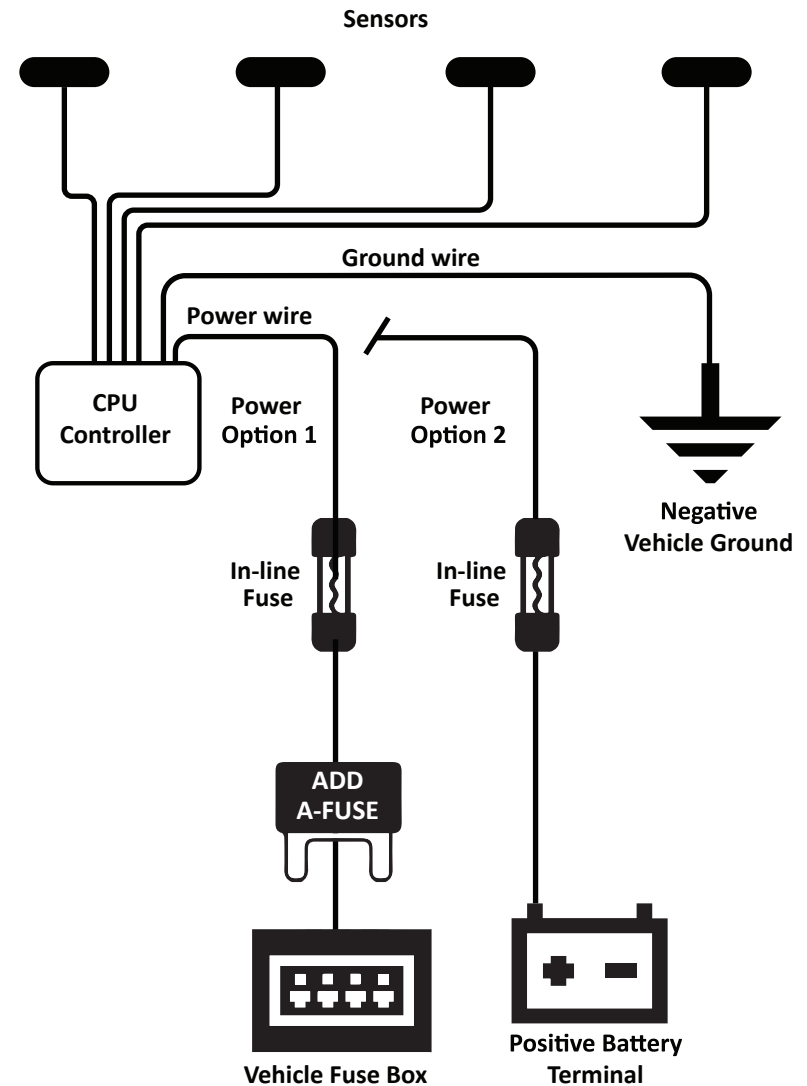 Sensors
Ground wire
Power wire
CPU
Controller
Power
Option 1
Power
Option 2
Negative
Vehicle Ground
In-line
Fuse
In-line
Fuse
ADD
A-FUSE
Vehicle Fuse Box
Positive Battery
Terminal